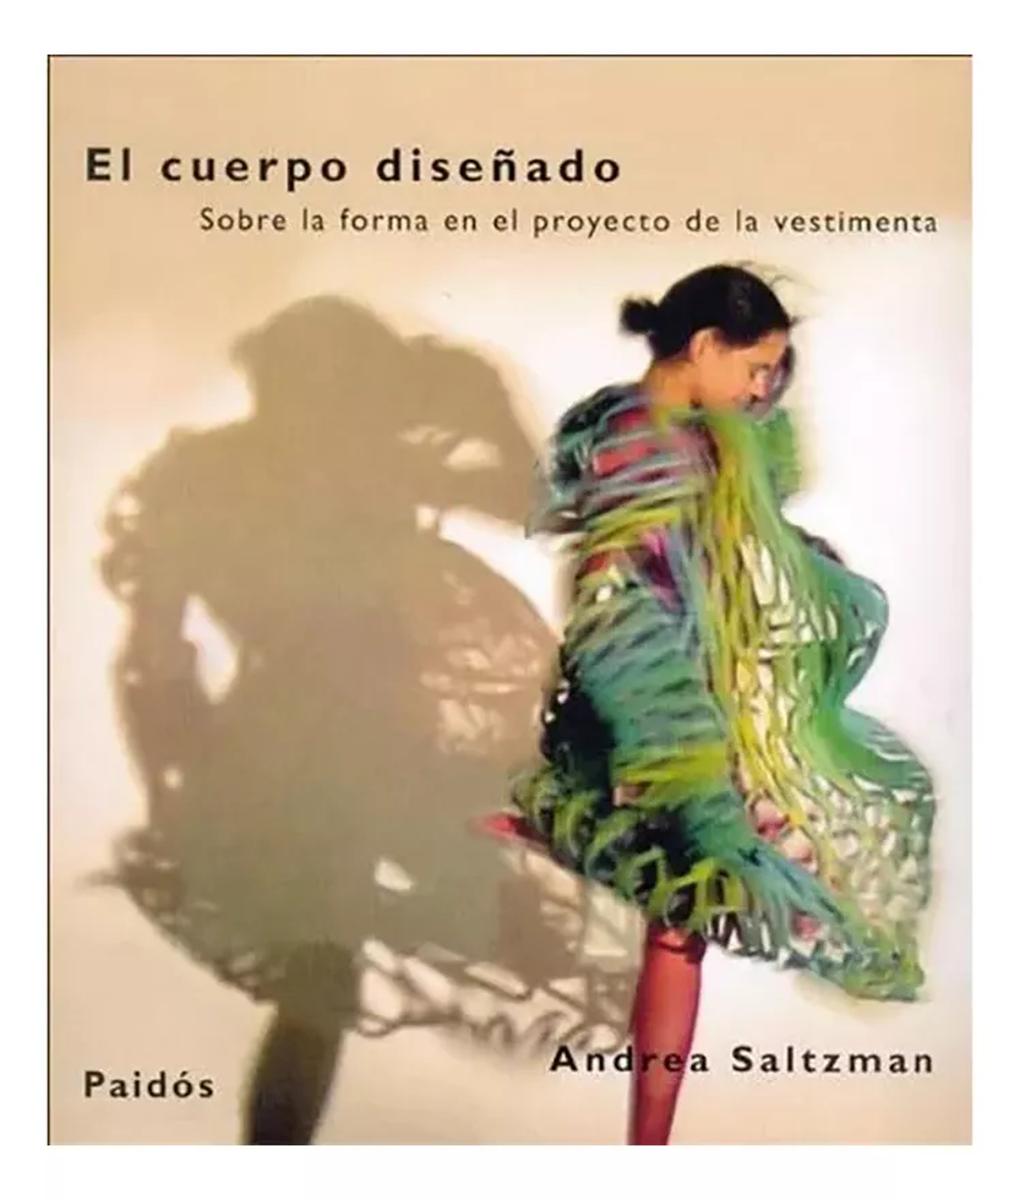 El cuerpo diseñado
Sobre la forma en el proyecto de la vestimenta
Andrea Saltzman
Paidós